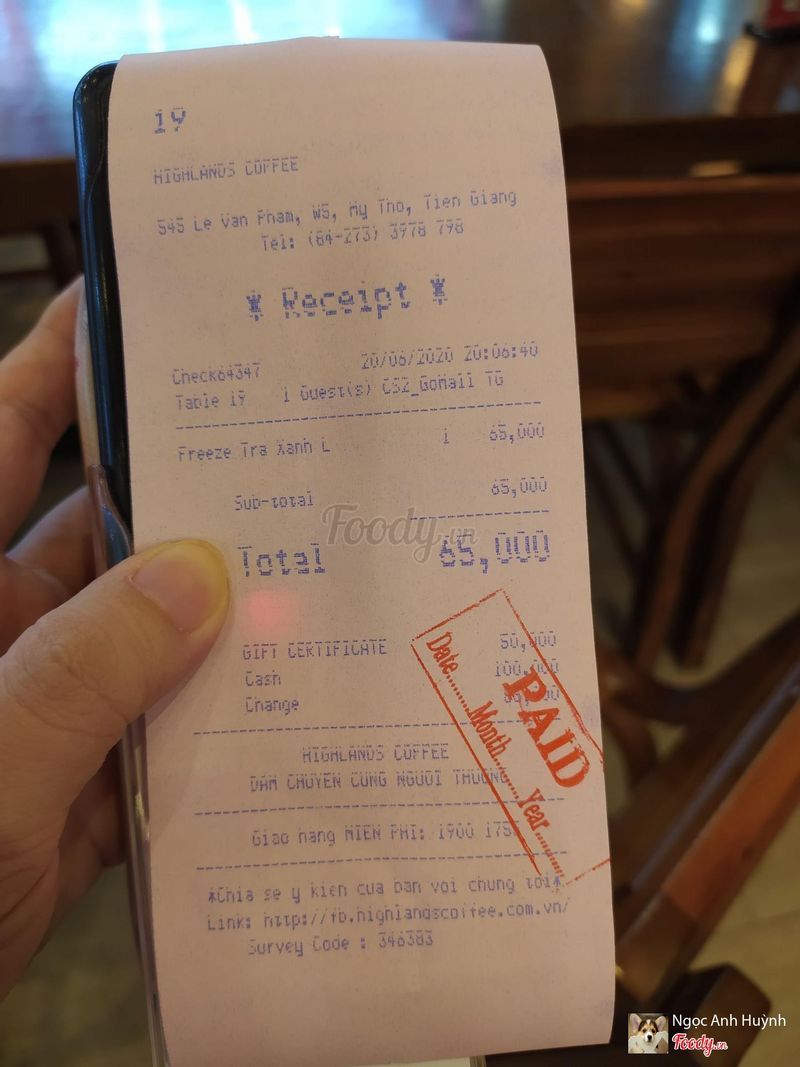 19
HIGHLANDS COFFEE
545 Le Van Pham, W5, My Tho, Tien Giang
Tel: (84-273) 3978 798
* Receipt *
Check64347 20/06/2020 20:06:40
Table 19 1 Guest(s) CS2_GoMall TG
Freeze Tra Xanh L 1 65,000
Sub-total 65,000
Total 65,000
GIFT CERTIFICATE 50,000
Cash 100,000
Change
PAID
Date......... Month......... Year.........
HIGHLANDS COFFEE
DAM CHUYEN CUNG NGUOI THUONG
Giao hang MIEN PHI: 1900 175
*Chia se y kien cua ban voi chung toi*
Link: http://fb.highlandscoffee.com.vn/
Survey Code : 346383
Foody.vn
Ngọc Anh Huỳnh
Foody.vn